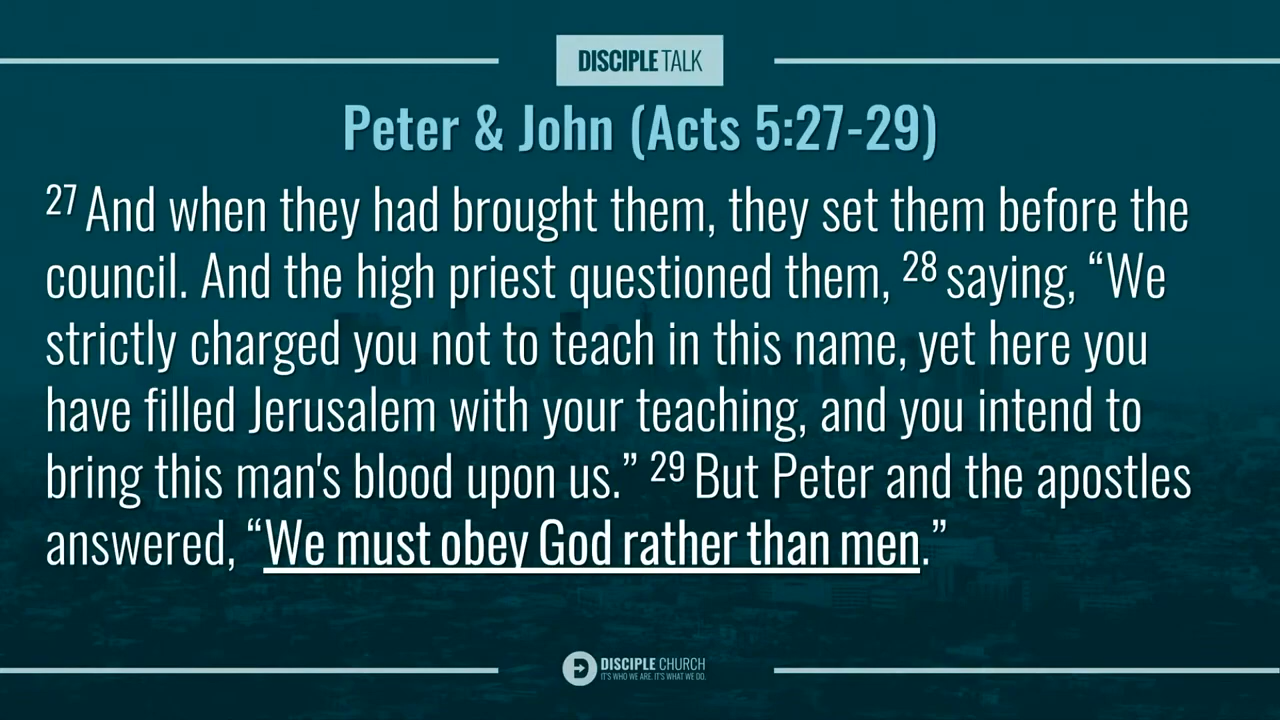 DISCIPLE TALK
Peter & John (Acts 5:27-29)
27 And when they had brought them, they set them before the
council. And the high priest questioned them, 28 saying, “We
strictly charged you not to teach in this name, yet here you
have filled Jerusalem with your teaching, and you intend to
bring this man's blood upon us.” 29 But Peter and the apostles
answered, “We must obey God rather than men.”
DISCIPLE CHURCH
IT'S WHO WE ARE. IT'S WHAT WE DO.